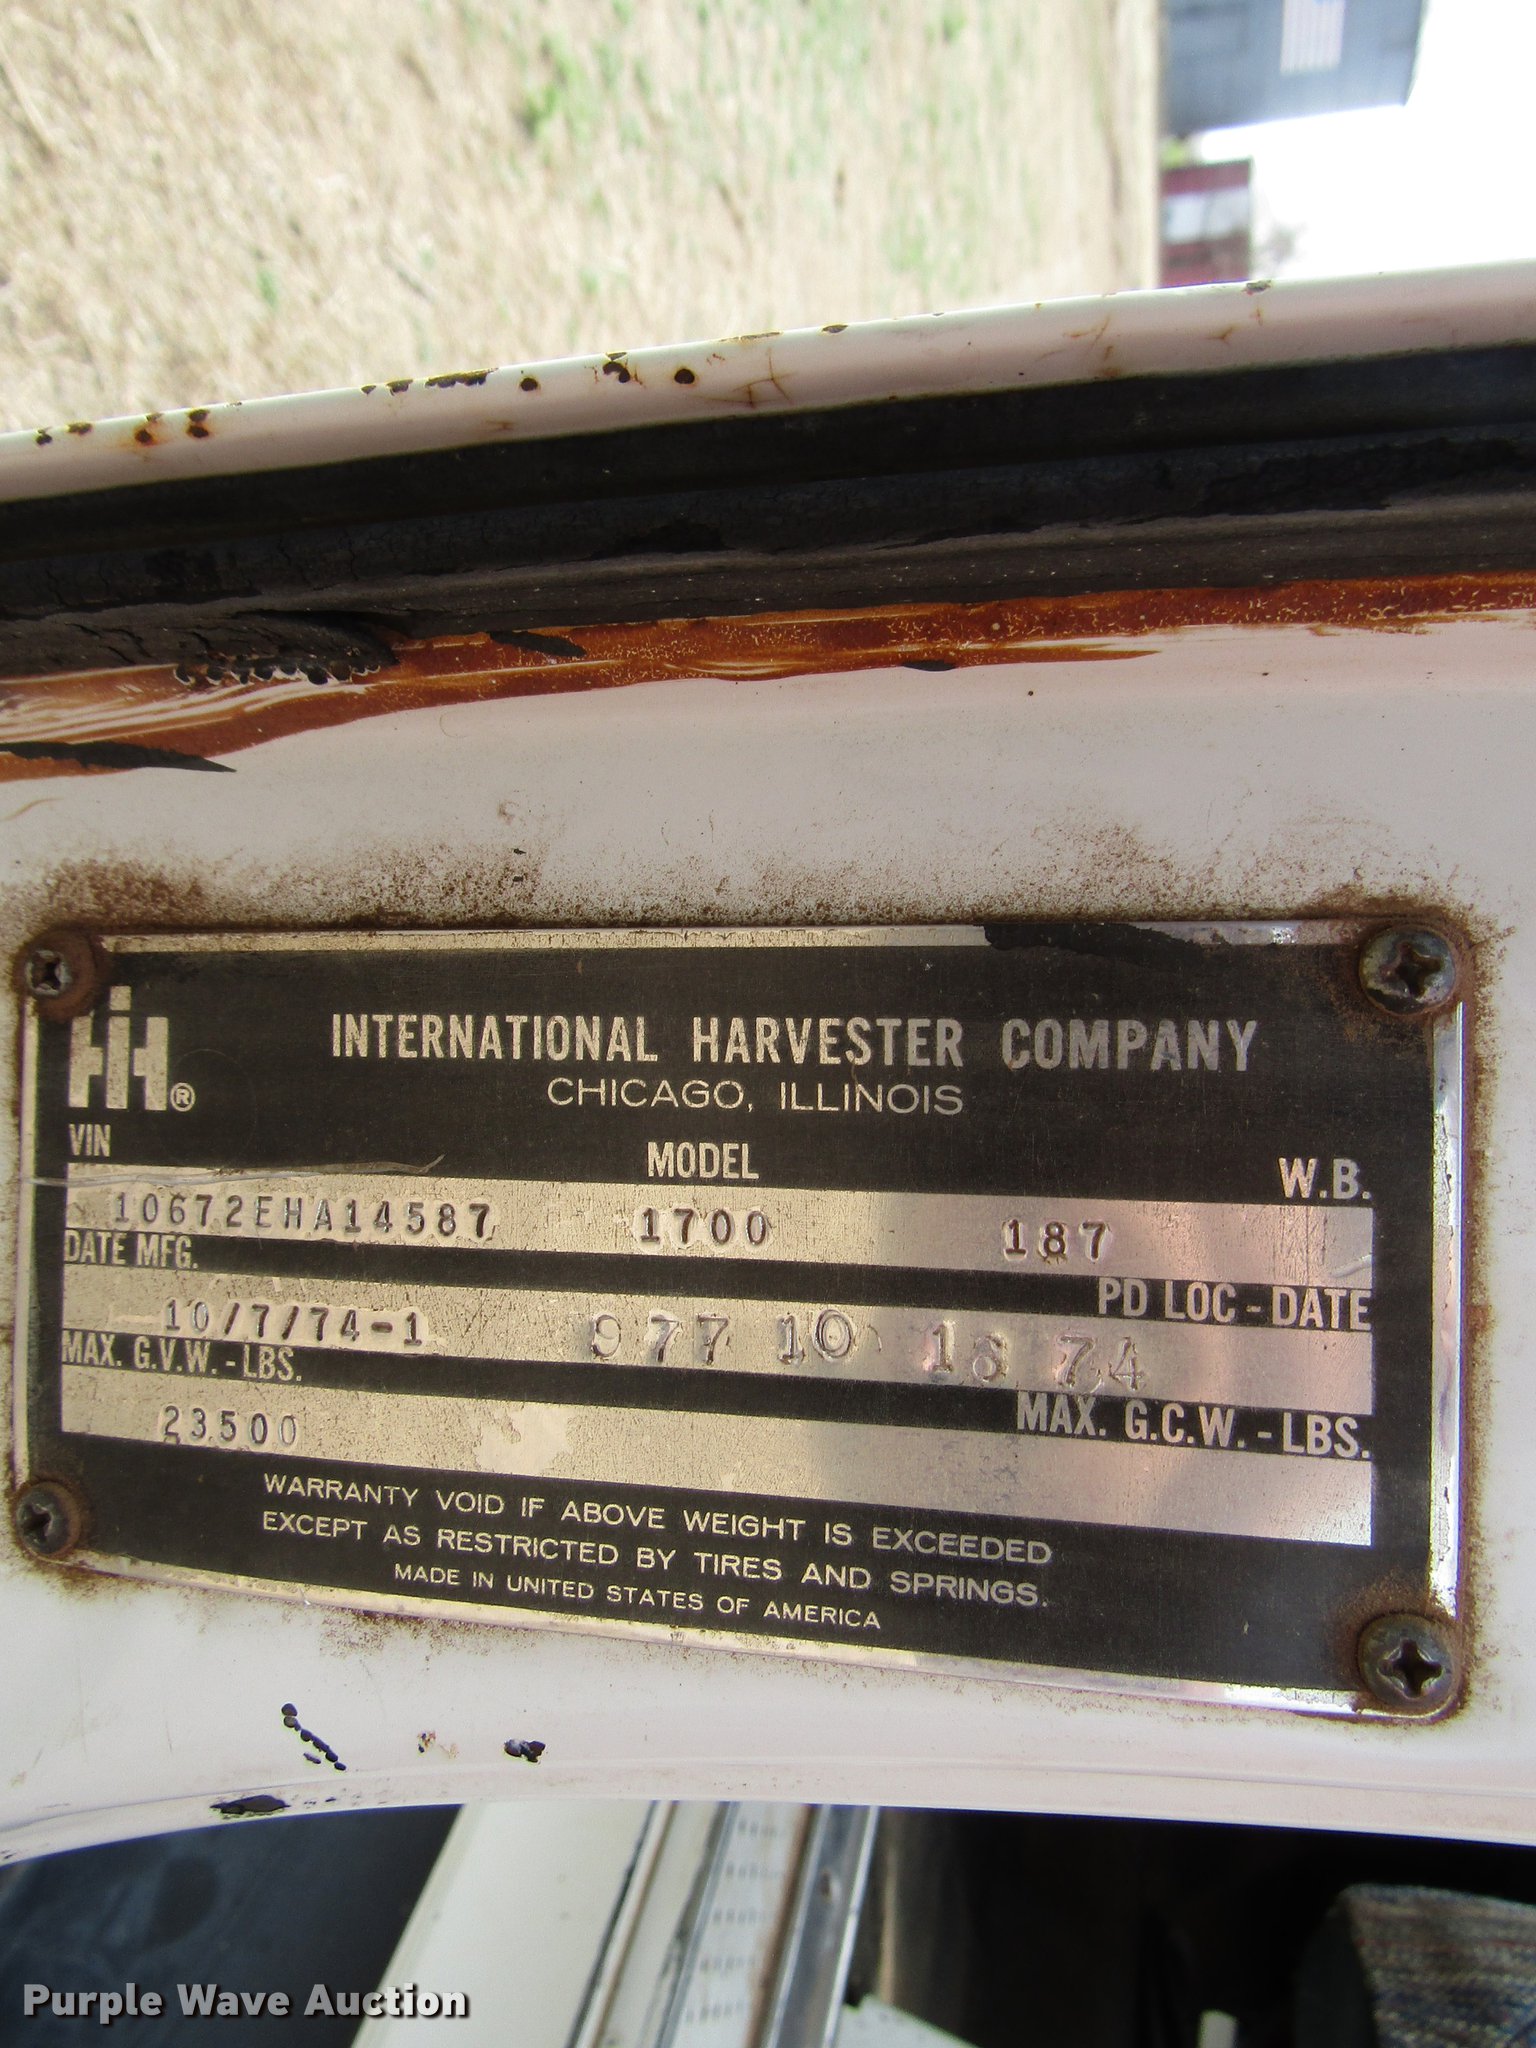 IH®
INTERNATIONAL HARVESTER COMPANY
CHICAGO, ILLINOIS
VIN MODEL W.B.
10672EHA14587 1700 187
DATE MFG. PD LOC - DATE
10/7/74-1 977 10 18 74
MAX. G.V.W. - LBS. MAX. G.C.W. - LBS.
23500
WARRANTY VOID IF ABOVE WEIGHT IS EXCEEDED
EXCEPT AS RESTRICTED BY TIRES AND SPRINGS.
MADE IN UNITED STATES OF AMERICA
Purple Wave Auction